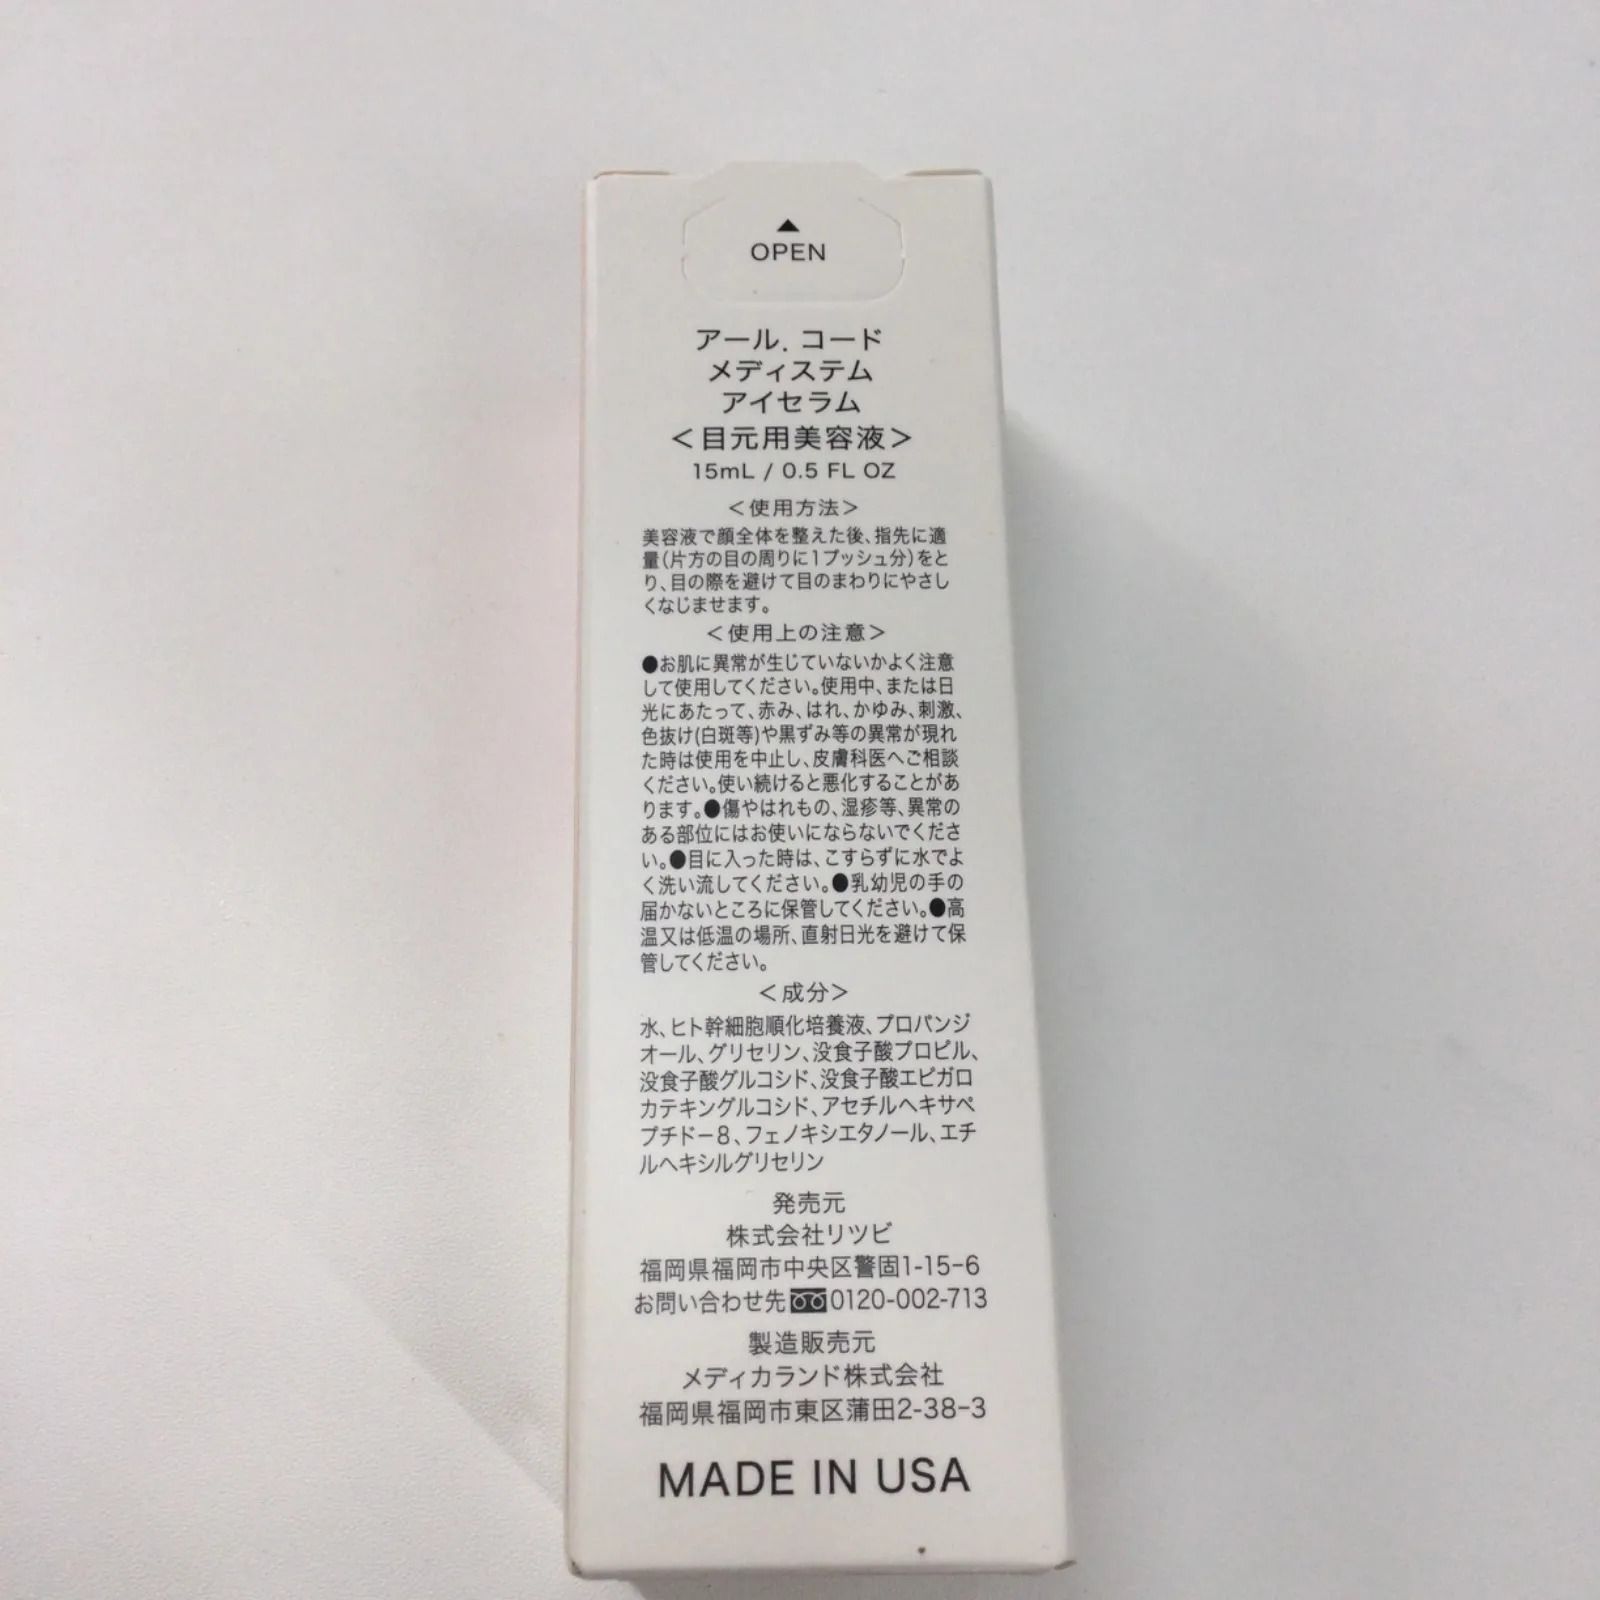 ▲
OPEN
アール．コード
メディステム
アイセラム
＜目元用美容液＞
15mL / 0.5 FL OZ
＜使用方法＞
美容液で顔全体を整えた後、指先に適
量（片方の目の周りに1プッシュ分）をと
り、目の際を避けて目のまわりにやさし
くなじませます。
＜使用上の注意＞
●お肌に異常が生じていないかよく注意
して使用してください。使用中、または日
光にあたって、赤み、はれ、かゆみ、刺激、
色抜け(白斑等)や黒ずみ等の異常が現れ
た時は使用を中止し、皮膚科医へご相談
ください。使い続けると悪化することがあ
ります。●傷やはれもの、湿疹等、異常の
ある部位にはお使いにならないでくださ
い。●目に入った時は、こすらずに水でよ
く洗い流してください。●乳幼児の手の
届かないところに保管してください。●高
温又は低温の場所、直射日光を避けて保
管してください。
＜成分＞
水、ヒト幹細胞順化培養液、プロパンジ
オール、グリセリン、没食子酸プロピル、
没食子酸グルコシド、没食子酸エピガロ
カテキングルコシド、アセチルヘキサペ
プチドー8、フェノキシエタノール、エチ
ルヘキシルグリセリン
発売元
株式会社リツビ
福岡県福岡市中央区警固1-15-6
お問い合わせ先 0120-002-713
製造販売元
メディカランド株式会社
福岡県福岡市東区蒲田2-38-3
MADE IN USA